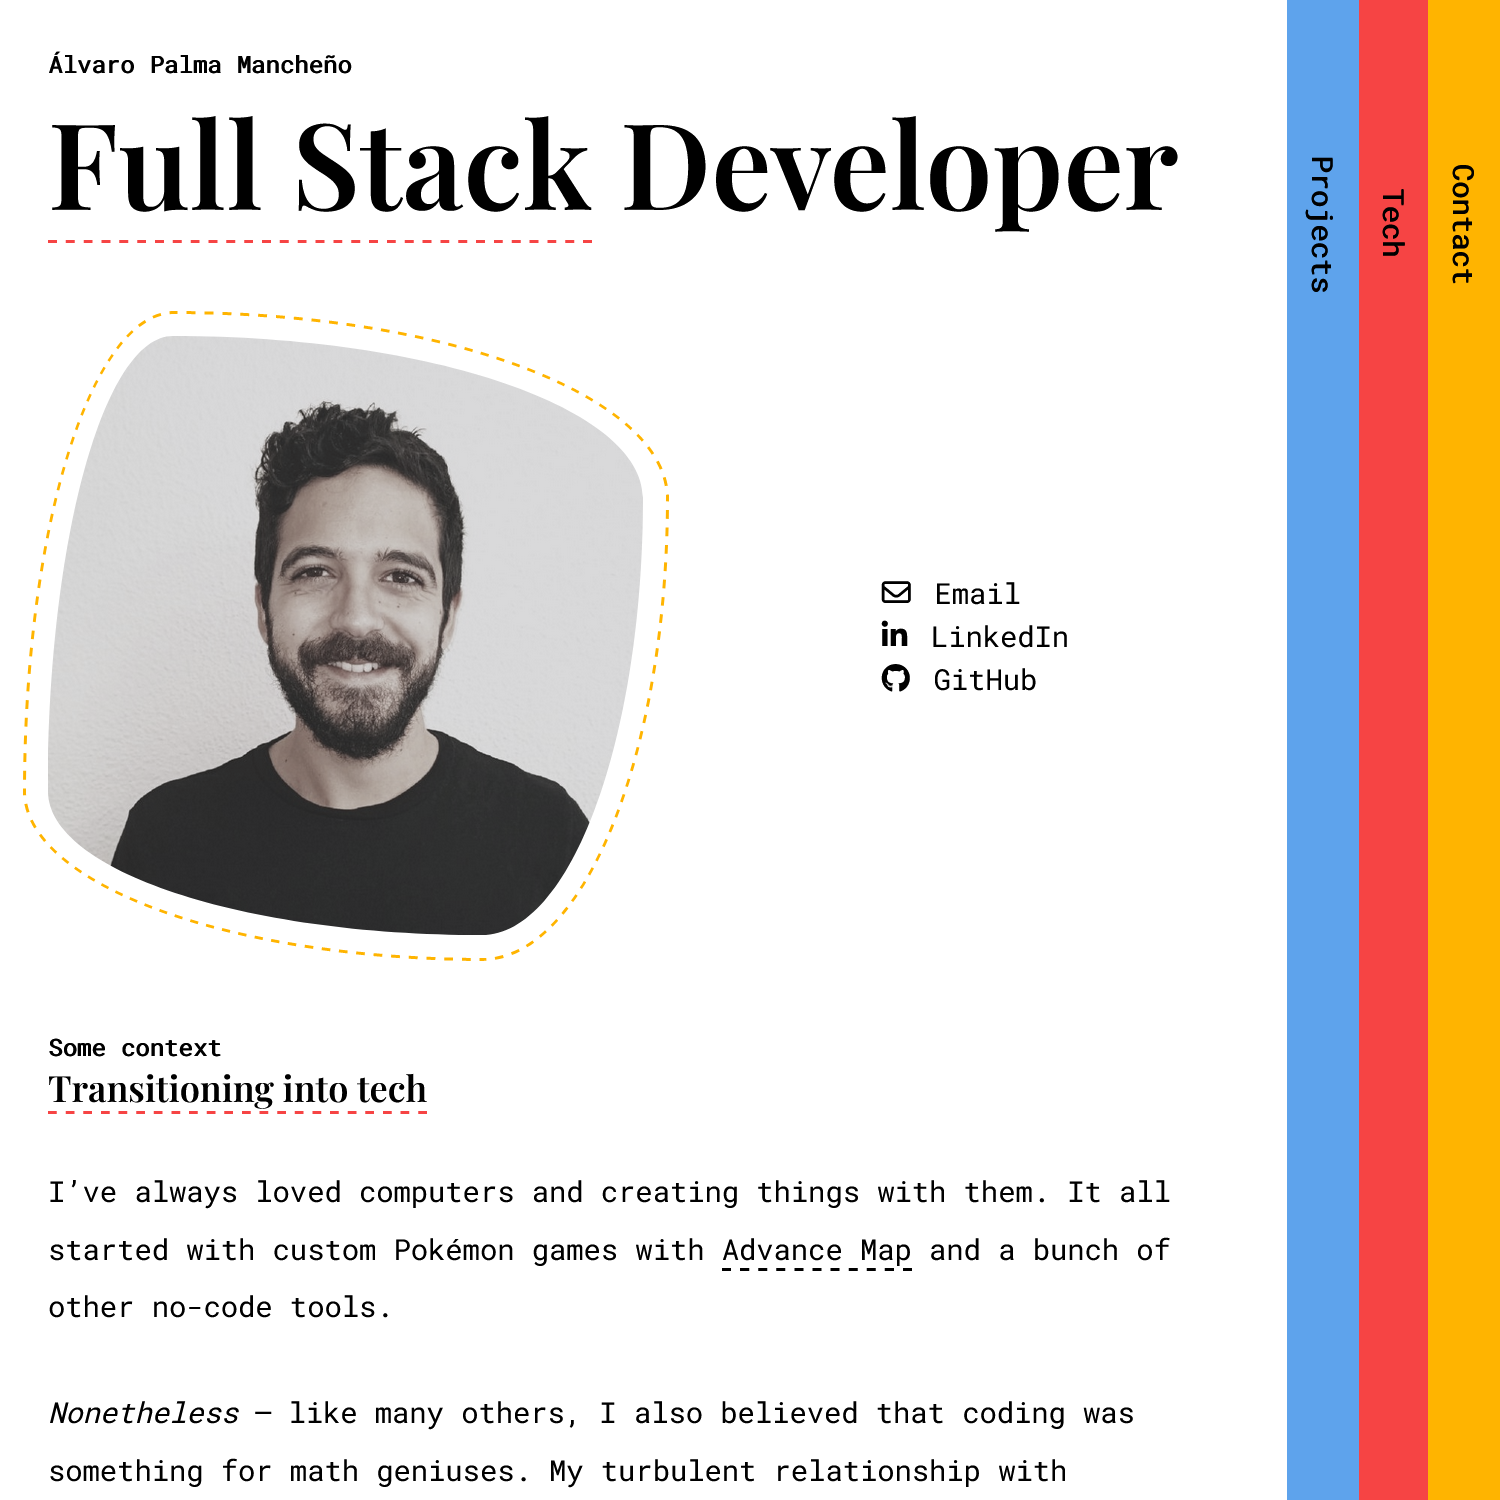 Álvaro Palma Mancheño
Full Stack Developer
Email
LinkedIn
GitHub
Some context
Transitioning into tech
I’ve always loved computers and creating things with them. It all
started with custom Pokémon games with Advance Map and a bunch of
other no-code tools.
Nonetheless — like many others, I also believed that coding was
something for math geniuses. My turbulent relationship with
Projects
Tech
Contact